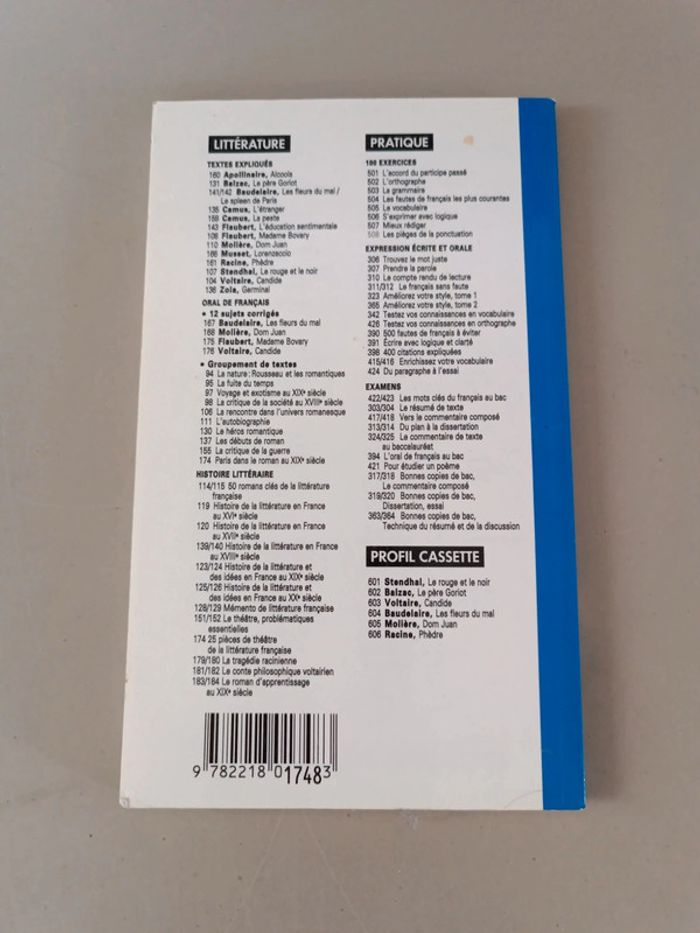 LITTÉRATURE
TEXTES EXPLIQUÉS
160 Apollinaire, Alcools
131 Balzac, Le père Goriot
141/142 Baudelaire, Les fleurs du mal /
Le spleen de Paris
135 Camus, L'étranger
159 Camus, La peste
143 Flaubert, L'éducation sentimentale
108 Flaubert, Madame Bovary
110 Molière, Dom Juan
166 Musset, Lorenzaccio
161 Racine, Phèdre
107 Stendhal, Le rouge et le noir
104 Voltaire, Candide
136 Zola, Germinal
ORAL DE FRANÇAIS
• 12 sujets corrigés
167 Baudelaire, Les fleurs du mal
168 Molière, Dom Juan
175 Flaubert, Madame Bovary
176 Voltaire, Candide
• Groupement de textes
94 La nature : Rousseau et les romantiques
95 La fuite du temps
97 Voyage et exotisme au XIXe siècle
98 La critique de la société au XVIIIe siècle
106 La rencontre dans l'univers romanesque
111 L'autobiographie
130 Le héros romantique
137 Les débuts de roman
155 La critique de la guerre
174 Paris dans le roman au XIXe siècle
HISTOIRE LITTÉRAIRE
114/115 50 romans clés de la littérature
française
119 Histoire de la littérature en France
au XVIe siècle
120 Histoire de la littérature en France
au XVIIe siècle
139/140 Histoire de la littérature en France
au XVIIIe siècle
123/124 Histoire de la littérature et
des idées en France au XIXe siècle
125/126 Histoire de la littérature et
des idées en France au XXe siècle
128/129 Mémento de littérature française
151/152 Le théâtre, problématiques
essentielles
174 25 pièces de théâtre
de la littérature française
179/180 La tragédie racinienne
181/182 Le conte philosophique voltairien
183/184 Le roman d'apprentissage
au XIXe siècle
9 782218 017483
PRATIQUE
100 EXERCICES
501 L'accord du participe passé
502 L'orthographe
503 La grammaire
504 Les fautes de français les plus courantes
505 Le vocabulaire
506 S'exprimer avec logique
507 Mieux rédiger
508 Les pièges de la ponctuation
EXPRESSION ÉCRITE ET ORALE
306 Trouvez le mot juste
307 Prendre la parole
310 Le compte rendu de lecture
311/312 Le français sans faute
323 Améliorez votre style, tome 1
365 Améliorez votre style, tome 2
342 Testez vos connaissances en vocabulaire
426 Testez vos connaissances en orthographe
390 500 fautes de français à éviter
391 Écrire avec logique et clarté
398 400 citations expliquées
415/416 Enrichissez votre vocabulaire
424 Du paragraphe à l'essai
EXAMENS
422/423 Les mots clés du français au bac
303/304 Le résumé de texte
417/418 Vers le commentaire composé
313/314 Du plan à la dissertation
324/325 Le commentaire de texte
au baccalauréat
394 L'oral de français au bac
421 Pour étudier un poème
317/318 Bonnes copies de bac,
Le commentaire composé
319/320 Bonnes copies de bac,
Dissertation, essai
363/364 Bonnes copies de bac,
Technique du résumé et de la discussion
PROFIL CASSETTE
601 Stendhal, Le rouge et le noir
602 Balzac, Le père Goriot
603 Voltaire, Candide
604 Baudelaire, Les fleurs du mal
605 Molière, Dom Juan
606 Racine, Phèdre